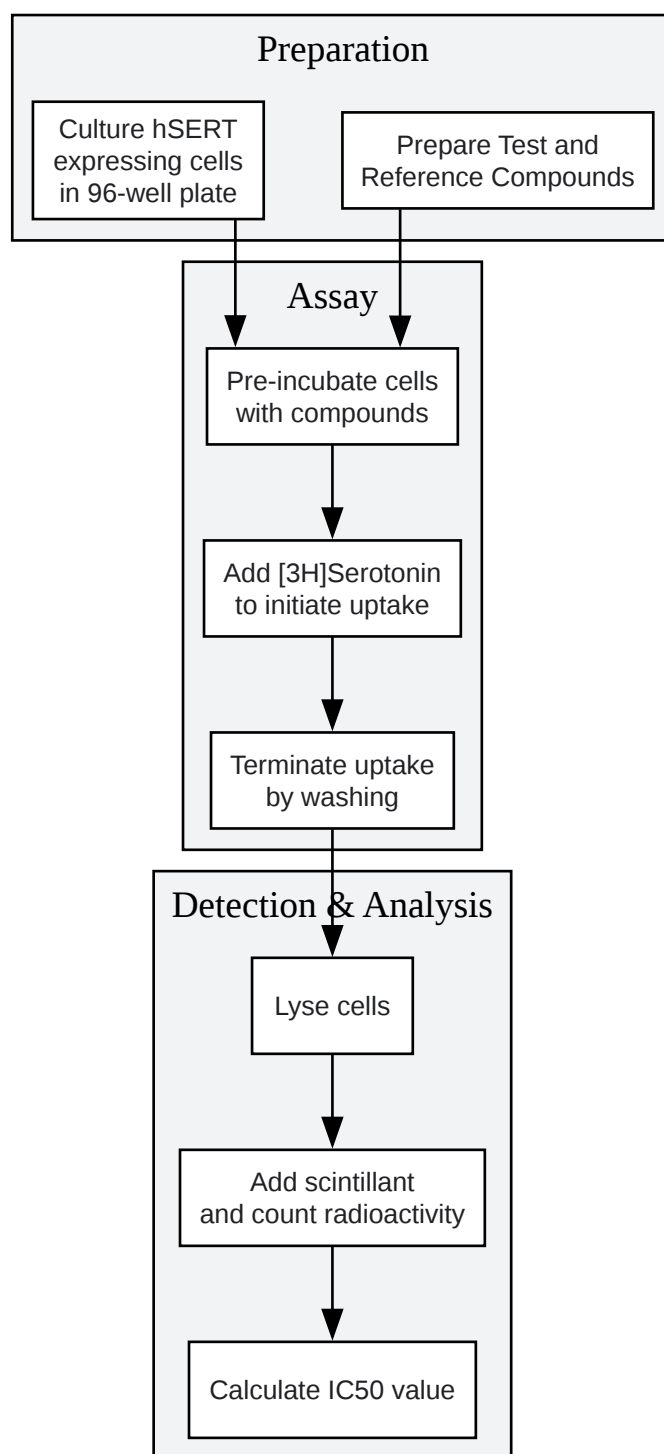 Preparation
Culture hSERT
expressing cells
in 96-well plate
Prepare Test and
Reference Compounds
Assay
Pre-incubate cells
with compounds
Add [3H]Serotonin
to initiate uptake
Terminate uptake
by washing
Detection & Analysis
Lyse cells
Add scintillant
and count radioactivity
Calculate IC50 value